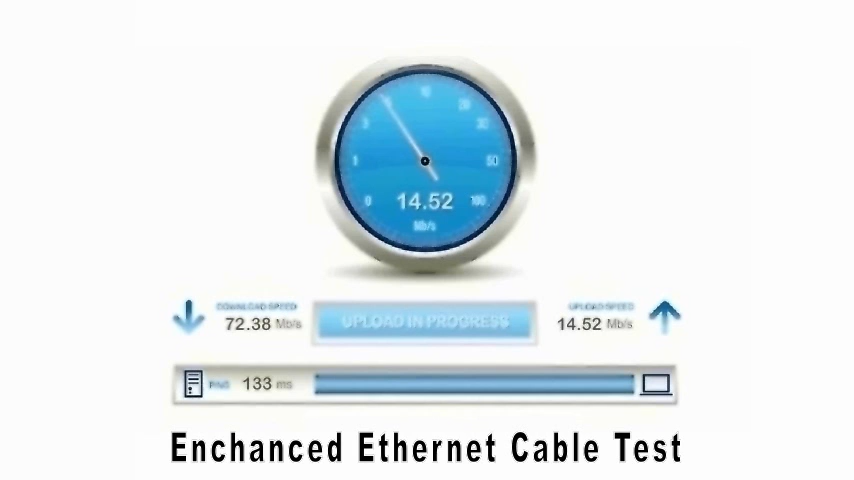 10
5
20
3
30
1
50
0
14.52
100
Mb/s
DOWNLOAD SPEED
72.38 Mb/s
UPLOAD IN PROGRESS
UPLOAD SPEED
14.52 Mb/s
PING 133 ms
Enchanced Ethernet Cable Test